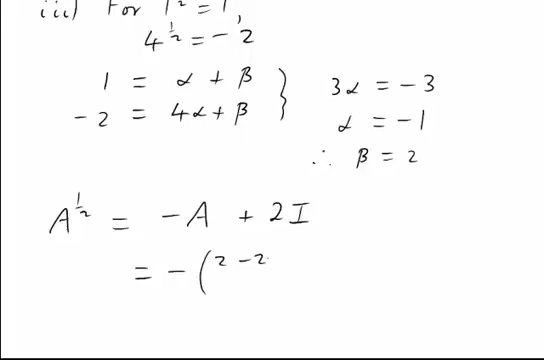 iii) For 1^{1/2} = 1,
4^{1/2} = -2
1 = α + β
-2 = 4α + β
3α = -3
α = -1
∴ β = 2
A^{1/2} = -A + 2I
= -(2 -2